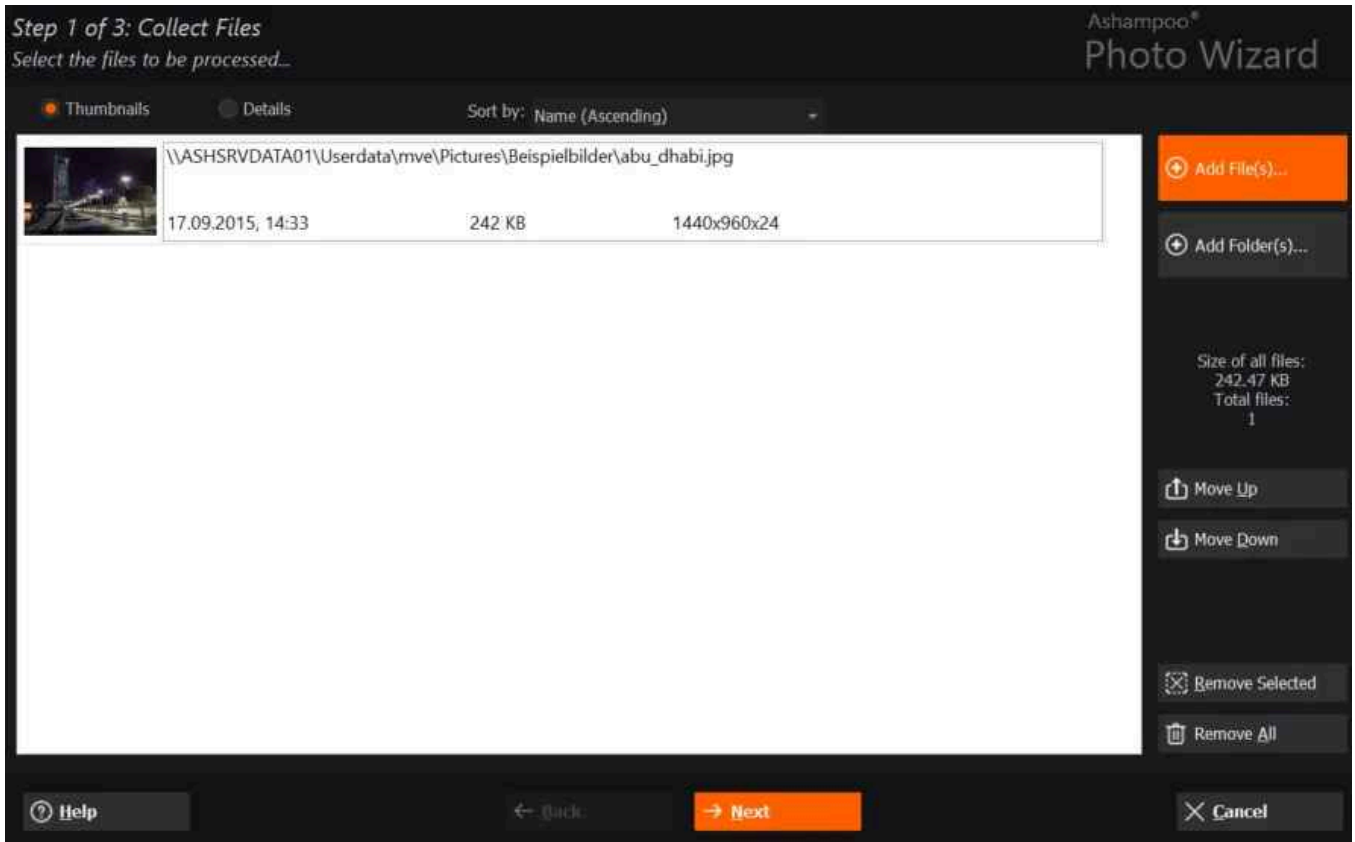 Step 1 of 3: Collect Files
Select the files to be processed...
Ashampoo®
Photo Wizard
Thumbnails
Details
Sort by: Name (Ascending)
\\ASHSRVDATA01\Userdata\mve\Pictures\Beispielbilder\abu_dhabi.jpg
17.09.2015, 14:33 242 KB 1440x960x24
Add File(s)...
Add Folder(s)...
Size of all files:
242.47 KB
Total files:
1
Move Up
Move Down
Remove Selected
Remove All
Help
Back
Next
Cancel